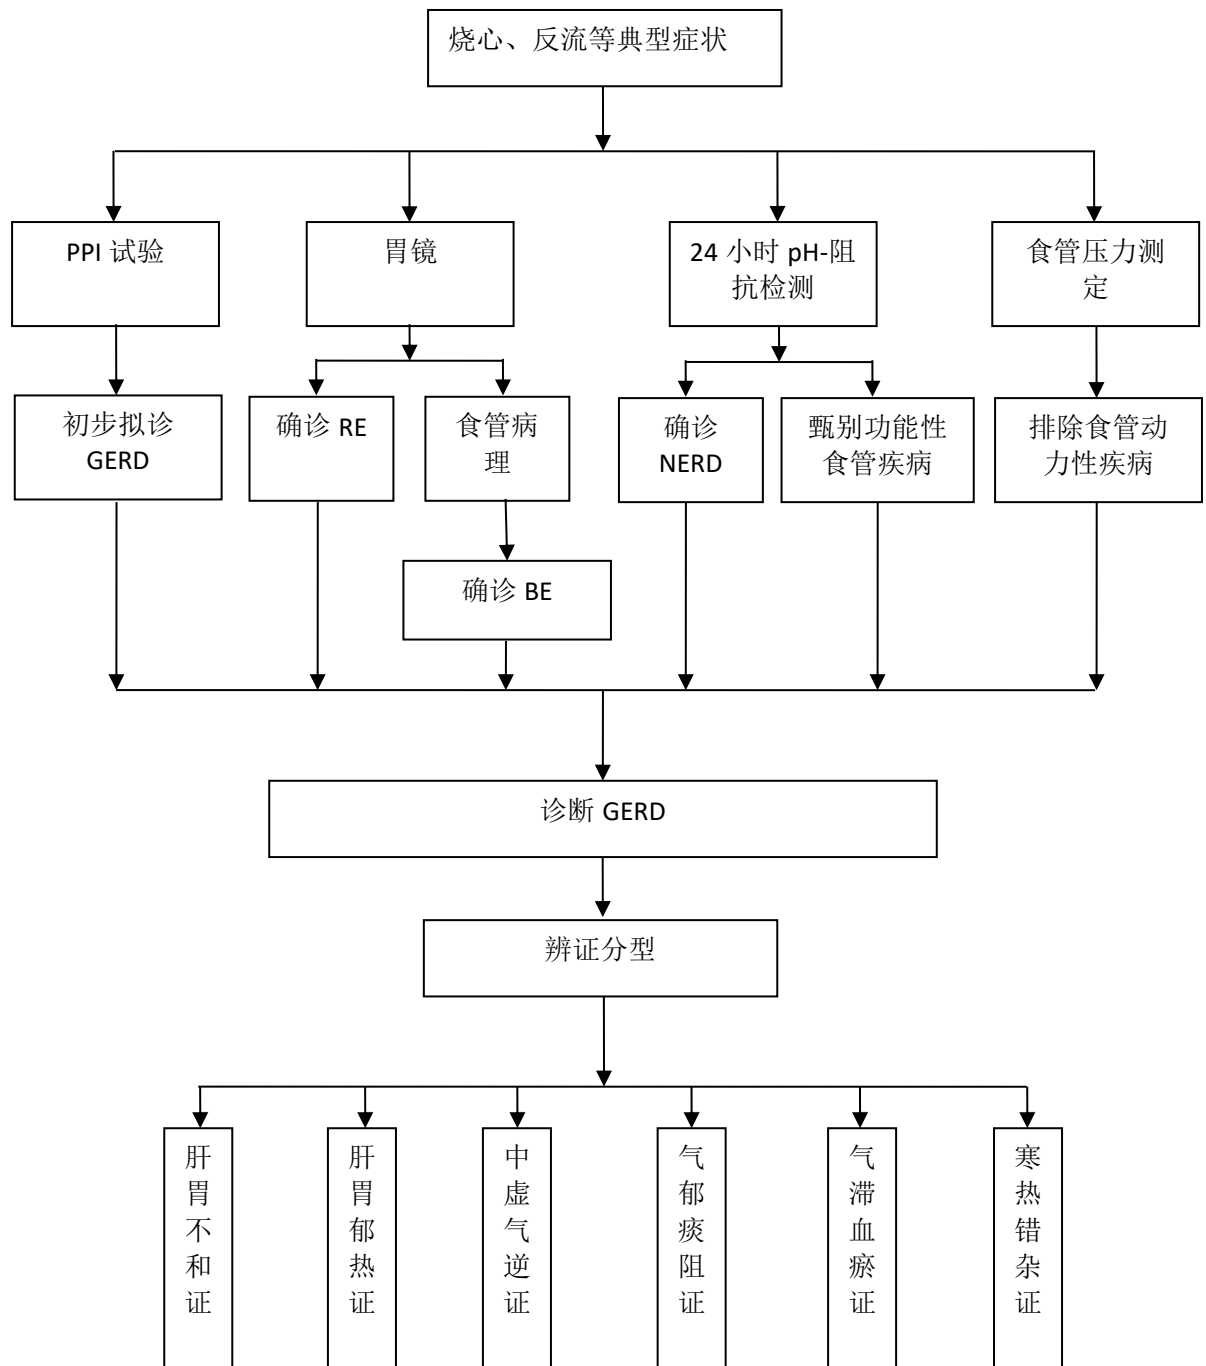 烧心、反流等典型症状
PPI 试验
胃镜
24 小时 pH-阻
抗检测
食管压力测
定
初步拟诊
GERD
确诊 RE
食管病
理
确诊
NERD
甄别功能性
食管疾病
排除食管动
力性疾病
确诊 BE
诊断 GERD
辨证分型
肝胃不和证
肝胃郁热证
中虚气逆证
气郁痰阻证
气滞血瘀证
寒热错杂证